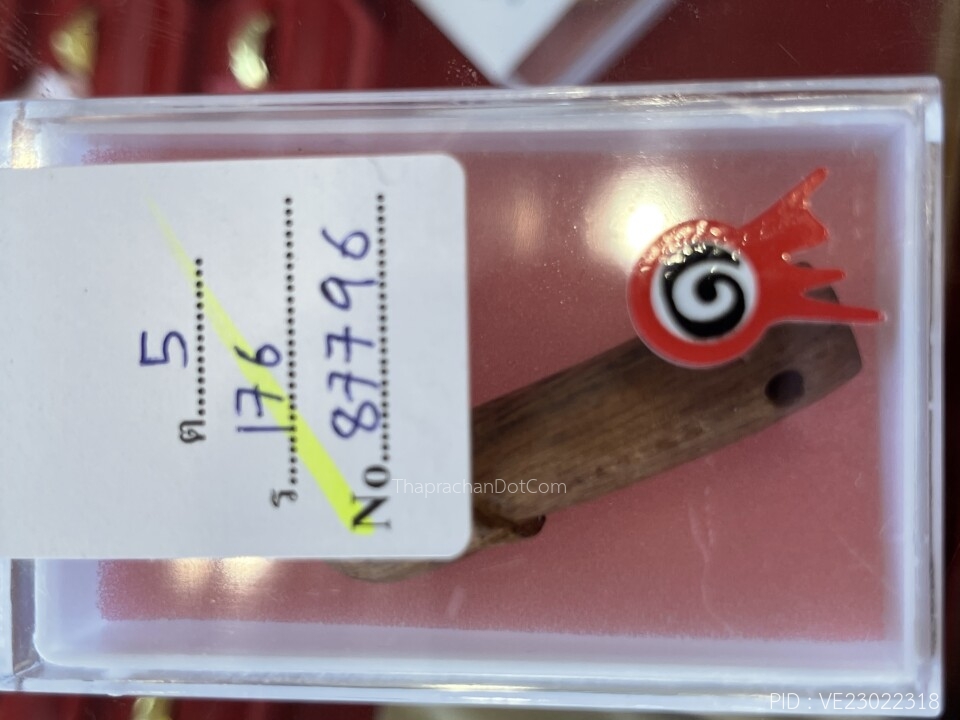 ต..........5..........
ร..........176..........
No..........87796..........
ThaprachanDotCom
PID : VE23022318